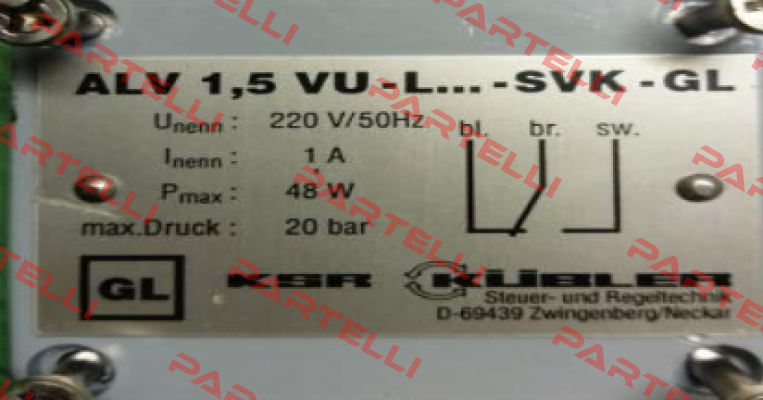 ALV 1,5 VU-L...-SVK-GL
Unenn : 220 V/50Hz
Inenn : 1 A
Pmax : 48 W
max.Druck : 20 bar
bl. br. sw.
GL KSR KÜBLER
Steuer- und Regeltechnik
D-69439 Zwingenberg/Neckar
PARTELLI
PARTELLI
PARTELLI
PARTELLI
PARTELLI
PARTELLI
PARTELLI
PARTELLI